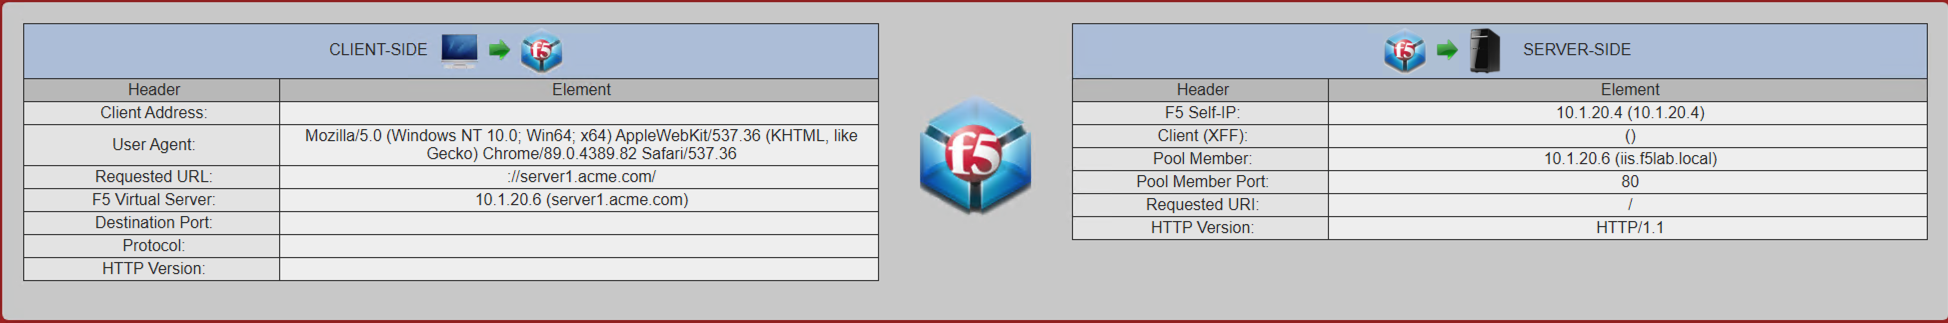 CLIENT-SIDE f5
Header Element
Client Address:
User Agent: Mozilla/5.0 (Windows NT 10.0; Win64; x64) AppleWebKit/537.36 (KHTML, like
Gecko) Chrome/89.0.4389.82 Safari/537.36
Requested URL: ://server1.acme.com/
F5 Virtual Server: 10.1.20.6 (server1.acme.com)
Destination Port:
Protocol:
HTTP Version:
f5
f5 SERVER-SIDE
Header Element
F5 Self-IP: 10.1.20.4 (10.1.20.4)
Client (XFF): ()
Pool Member: 10.1.20.6 (iis.f5lab.local)
Pool Member Port: 80
Requested URI: /
HTTP Version: HTTP/1.1